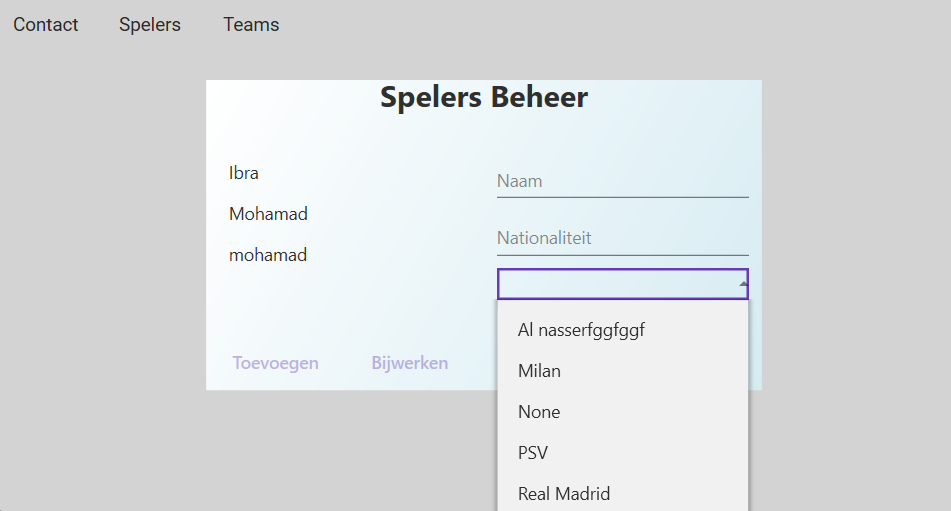 Contact Spelers Teams
Spelers Beheer
Ibra
Mohamad
mohamad
Naam
Nationaliteit
Al nasserfggfggf
Milan
None
PSV
Real Madrid
Toevoegen Bijwerken